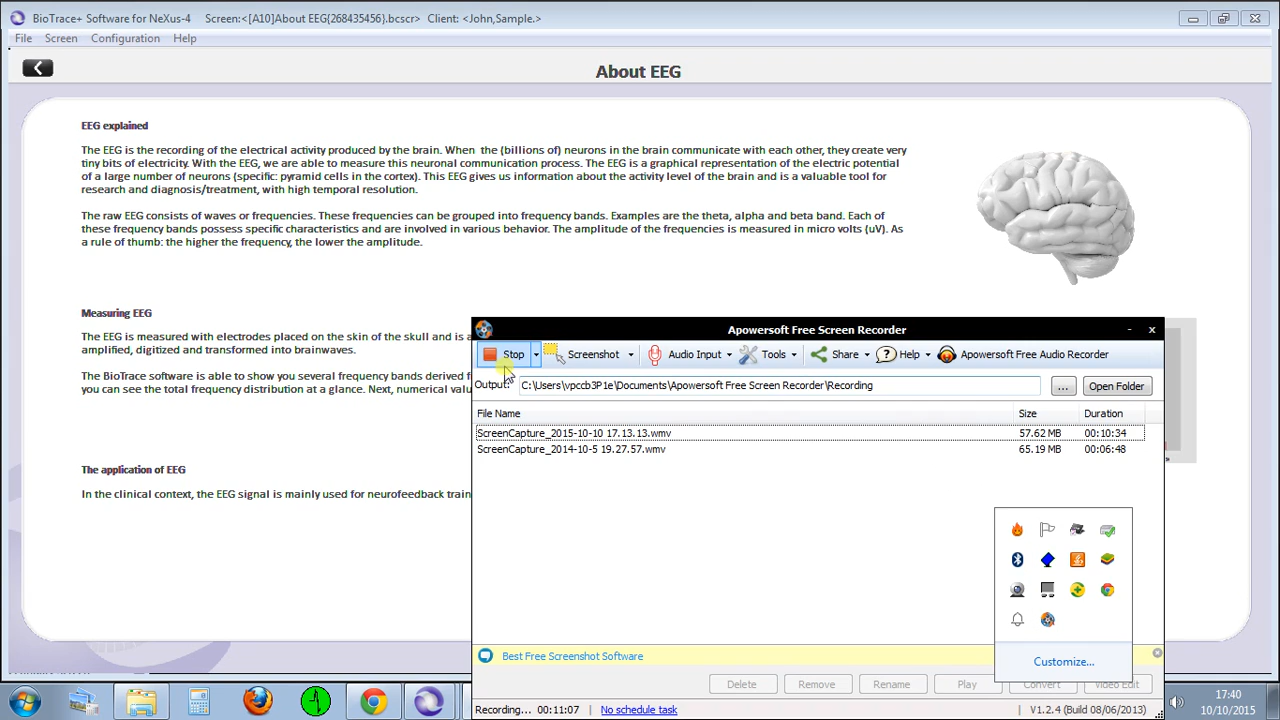 BioTrace+ Software for NeXus-4 Screen:<[A10]About EEG{268435456}.bcscr> Client: <John,Sample.>
File Screen Configuration Help
About EEG
EEG explained
The EEG is the recording of the electrical activity produced by the brain. When the (billions of) neurons in the brain communicate with each other, they create very
tiny bits of electricity. With the EEG, we are able to measure this neuronal communication process. The EEG is a graphical representation of the electric potential
of a large number of neurons (specific: pyramid cells in the cortex). This EEG gives us information about the activity level of the brain and is a valuable tool for
research and diagnosis/treatment, with high temporal resolution.
The raw EEG consists of waves or frequencies. These frequencies can be grouped into frequency bands. Examples are the theta, alpha and beta band. Each of
these frequency bands possess specific characteristics and are involved in various behavior. The amplitude of the frequencies is measured in micro volts (uV). As
a rule of thumb: the higher the frequency, the lower the amplitude.
Measuring EEG
The EEG is measured with electrodes placed on the skin of the skull and is a
amplified, digitized and transformed into brainwaves.
The BioTrace software is able to show you several frequency bands derived f
you can see the total frequency distribution at a glance. Next, numerical valu
The application of EEG
In the clinical context, the EEG signal is mainly used for neurofeedback train
Apowersoft Free Screen Recorder
Stop Screenshot Audio Input Tools Share Help Apowersoft Free Audio Recorder
Output: C:\Users\vpccb3P1e\Documents\Apowersoft Free Screen Recorder\Recording ... Open Folder
File Name Size Duration
ScreenCapture_2015-10-10 17.13.13.wmv 57.62 MB 00:10:34
ScreenCapture_2014-10-5 19.27.57.wmv 65.19 MB 00:06:48
Customize...
Best Free Screenshot Software
Delete Remove Rename Play Convert Video Edit
Recording... 00:11:07 No schedule task V1.2.4 (Build 08/06/2013)
17:40
10/10/2015